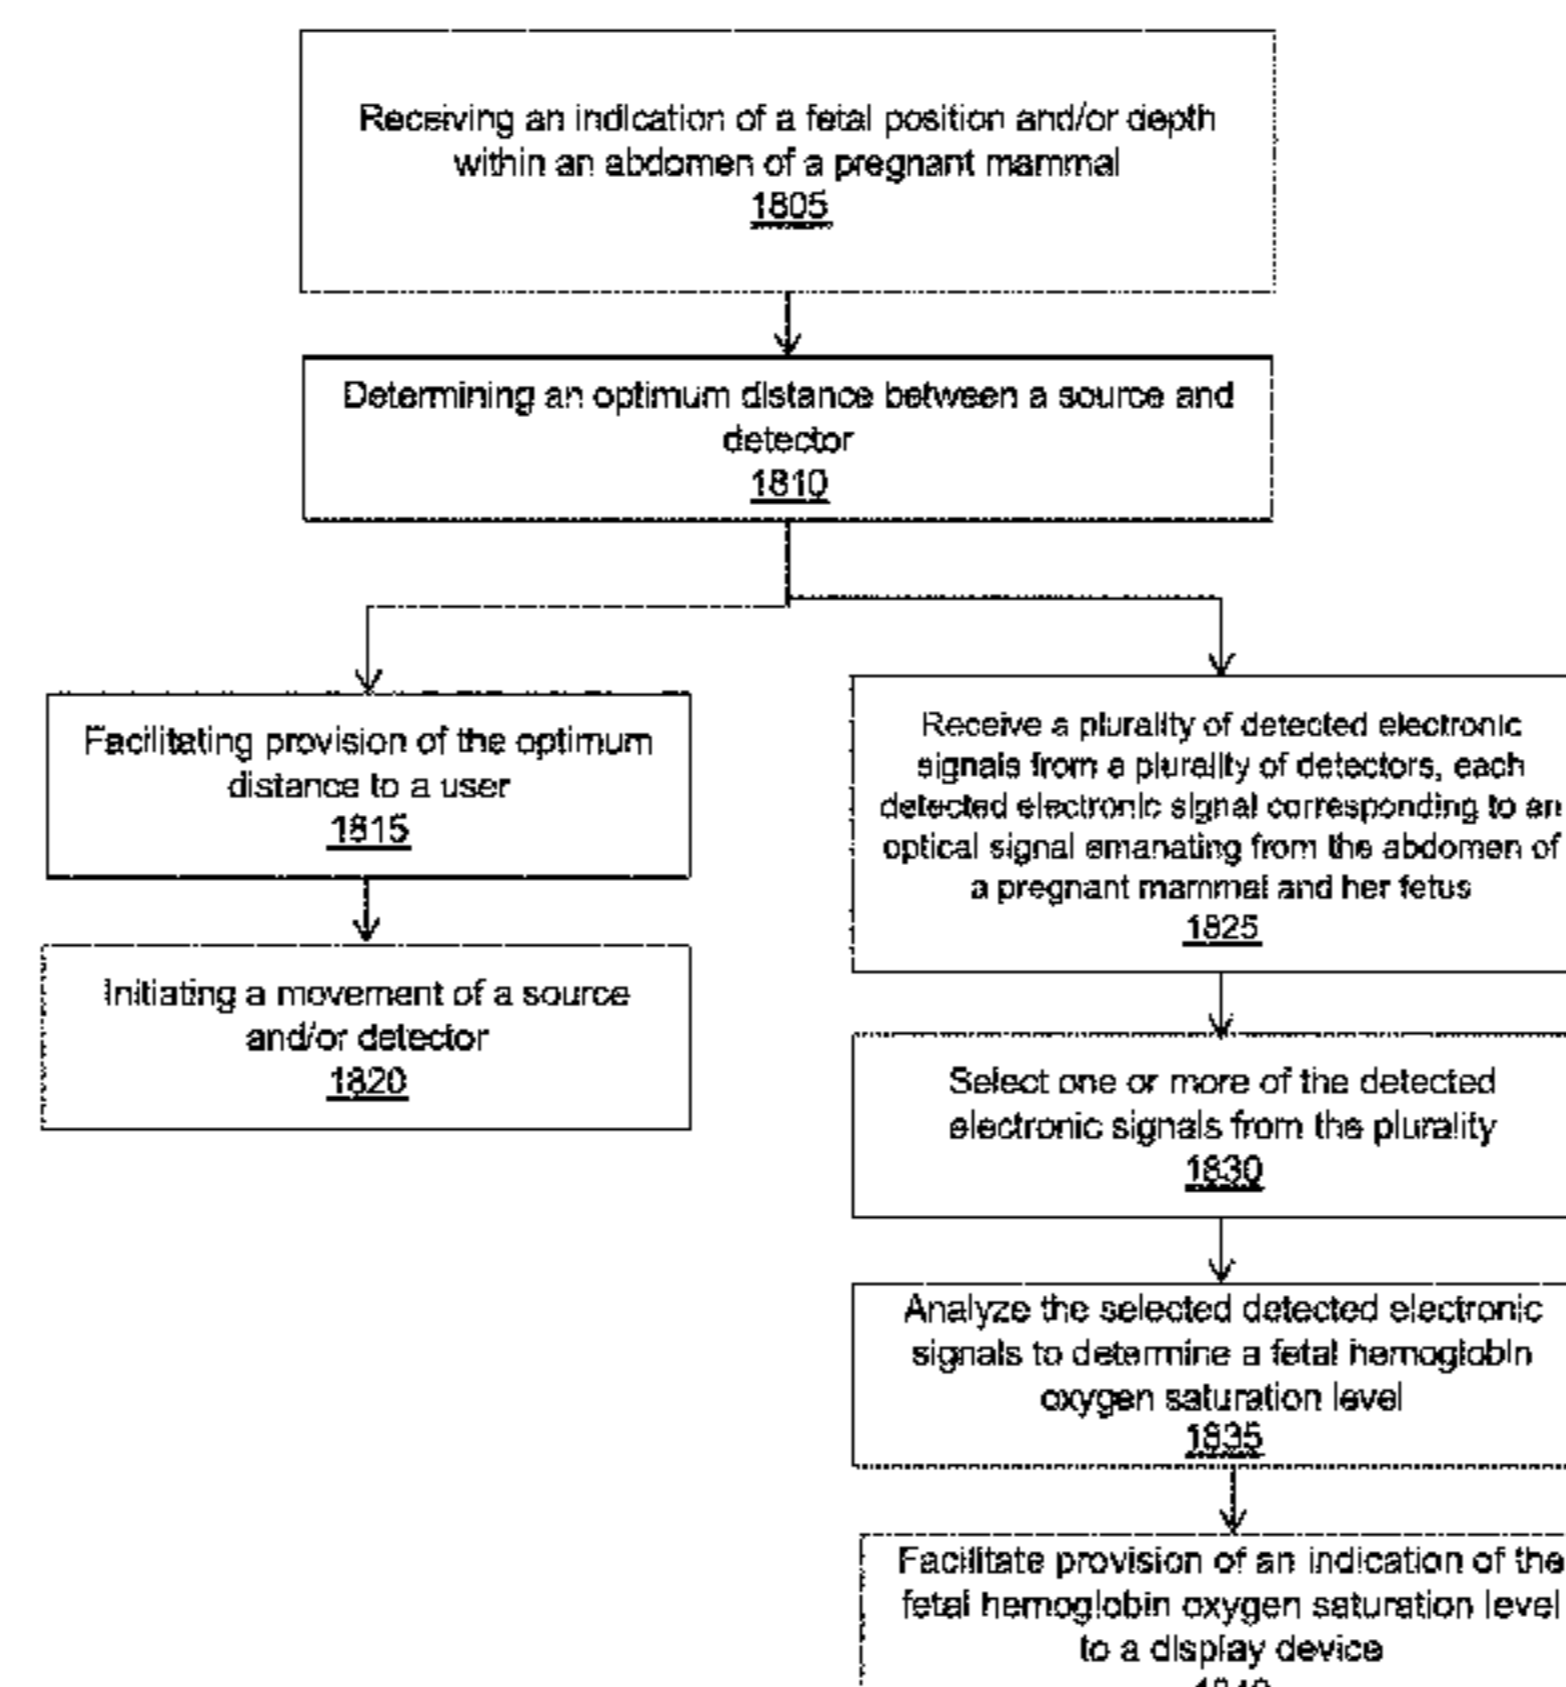 Receiving an indication of a fetal position and/or depth
within an abdomen of a pregnant mammal
1805
Determining an optimum distance between a source and
detector
1810
Facilitating provision of the optimum
distance to a user
1815
Initiating a movement of a source
and/or detector
1820
Receive a plurality of detected electronic
signals from a plurality of detectors, each
detected electronic signal corresponding to an
optical signal emanating from the abdomen of
a pregnant mammal and her fetus
1825
Select one or more of the detected
electronic signals from the plurality
1830
Analyze the selected detected electronic
signals to determine a fetal hemoglobin
oxygen saturation level
1835
Facilitate provision of an indication of the
fetal hemoglobin oxygen saturation level
to a display device